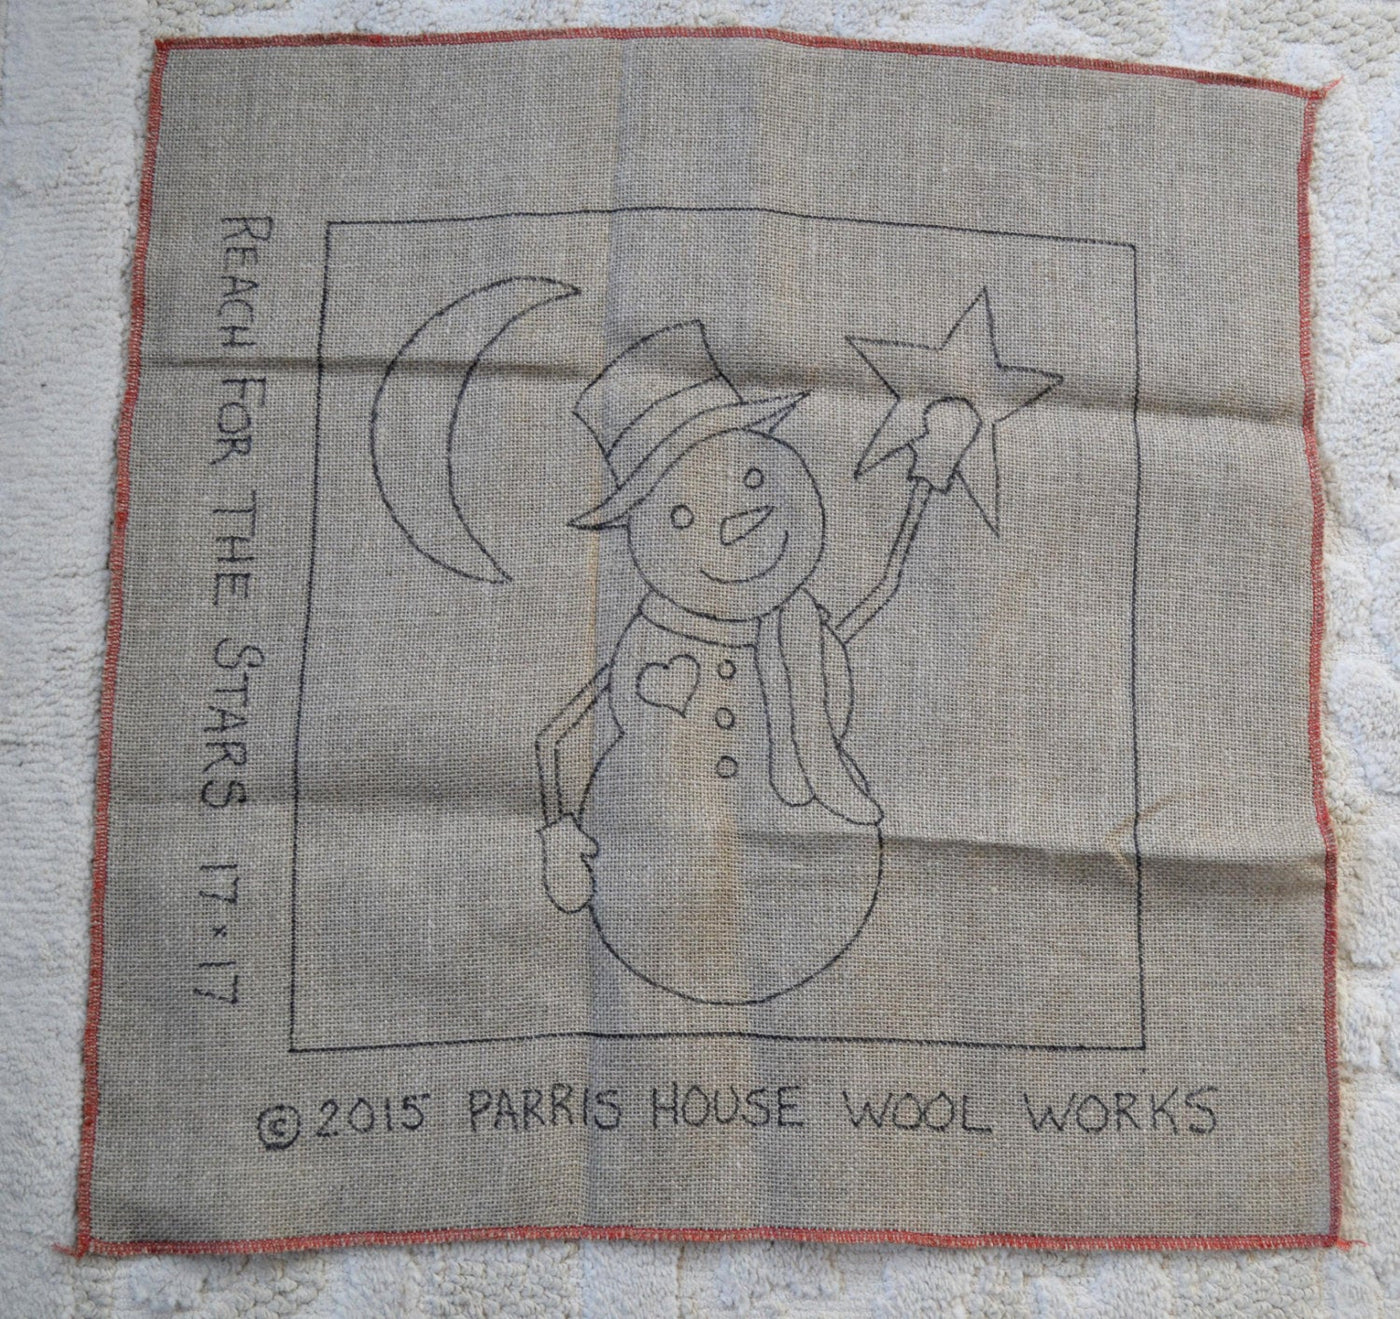 REACH FOR THE STARS 17×17
© 2015 PARRIS HOUSE WOOL WORKS